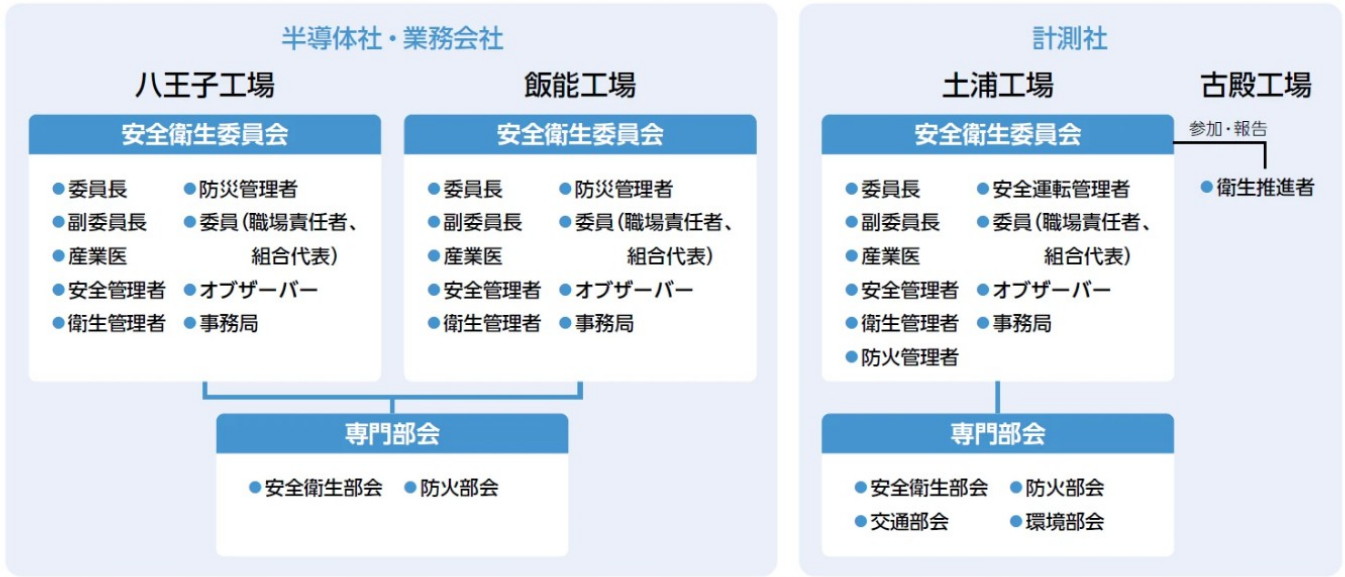 半導体社・業務会社
八王子工場
安全衛生委員会
●委員長
●副委員長
●産業医
●安全管理者
●衛生管理者
●防災管理者
●委員(職場責任者、
組合代表)
●オブザーバー
●事務局
飯能工場
安全衛生委員会
●委員長
●副委員長
●産業医
●安全管理者
●衛生管理者
●防災管理者
●委員(職場責任者、
組合代表)
●オブザーバー
●事務局
専門部会
●安全衛生部会 ●防火部会
計測社
土浦工場
安全衛生委員会
●委員長
●副委員長
●産業医
●安全管理者
●衛生管理者
●防火管理者
●安全運転管理者
●委員(職場責任者、
組合代表)
●オブザーバー
●事務局
古殿工場
参加・報告
●衛生推進者
専門部会
●安全衛生部会 ●防火部会
●交通部会 ●環境部会